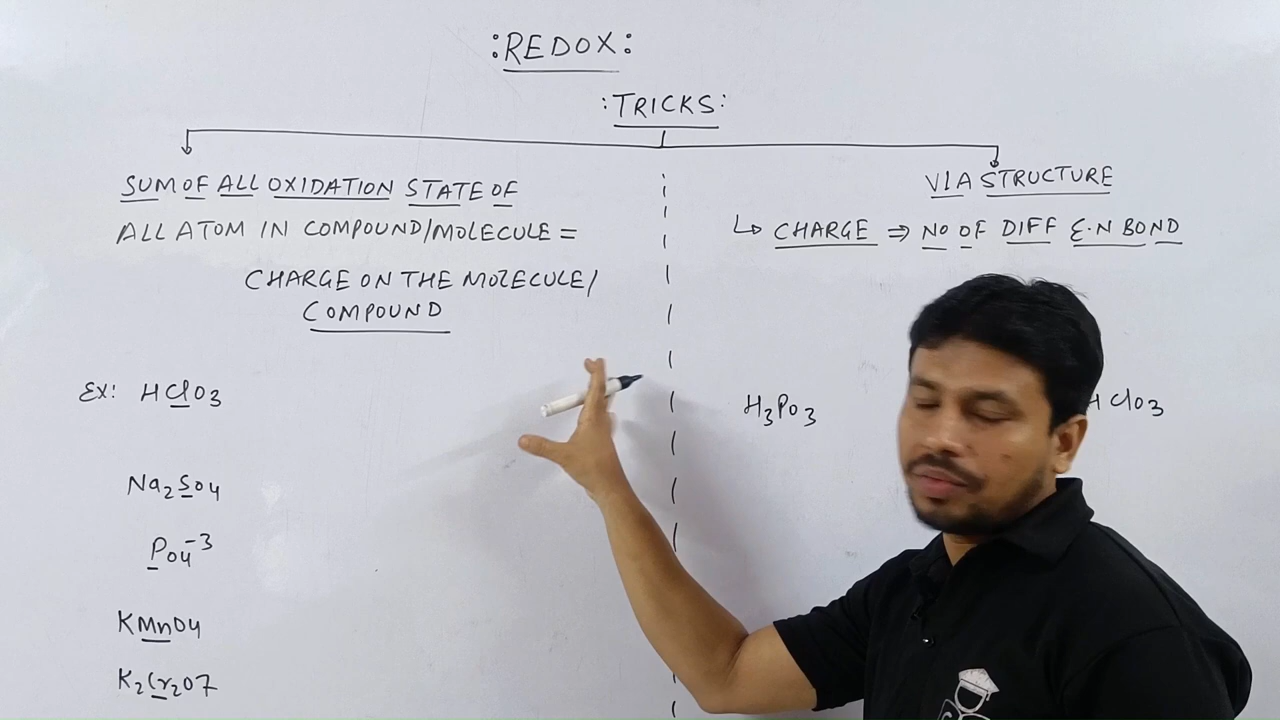 :REDOX:
:TRICKS:
SUM OF ALL OXIDATION STATE OF
ALL ATOM IN COMPOUND/MOLECULE =
CHARGE ON THE MOLECULE/
COMPOUND
Ex: HClO3
Na2SO4
PO4-3
KMnO4
K2Cr2O7
VIA STRUCTURE
↳ CHARGE ⇒ NO OF DIFF E.N BOND
H3PO3
HClO3